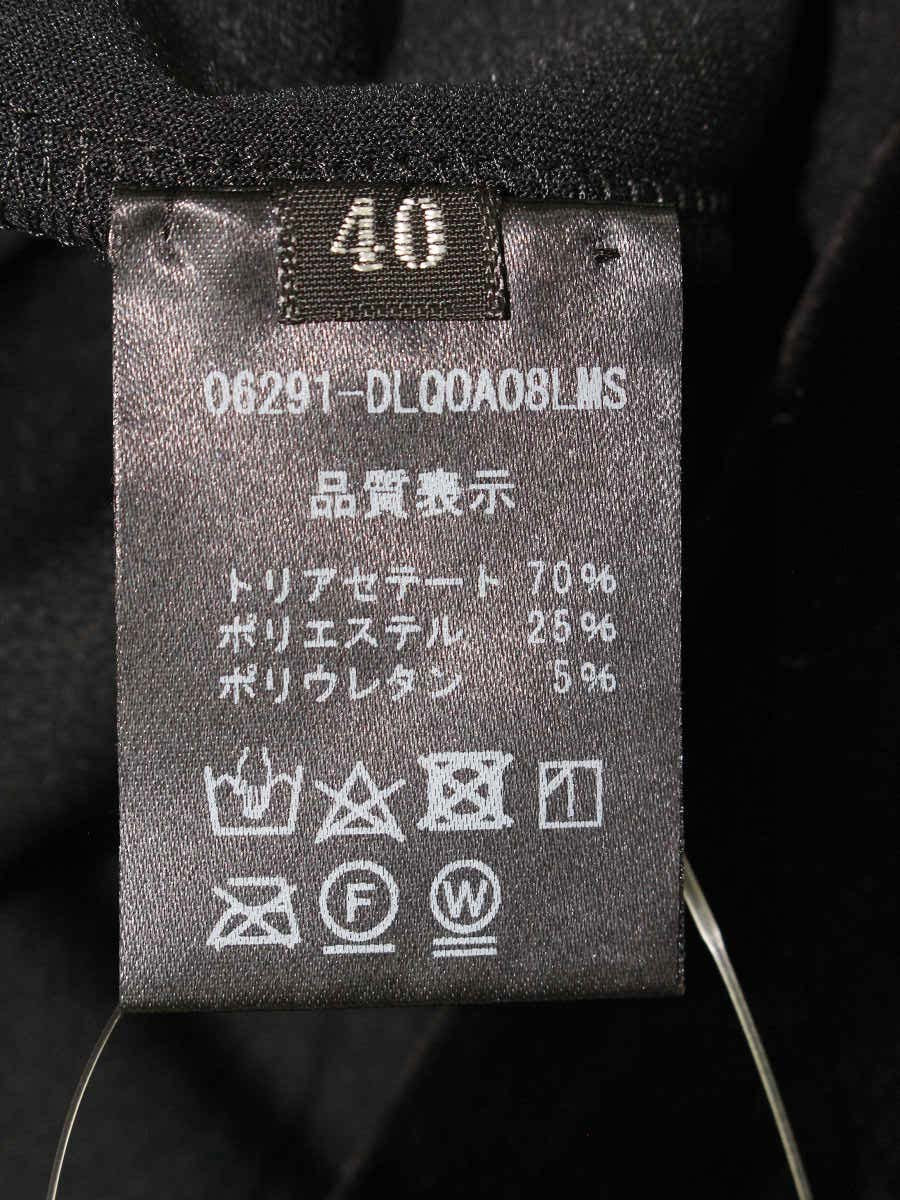 40
06291-DLQ0A08LMS
品質表示
トリアセテート 70%
ポリエステル 25%
ポリウレタン 5%
F W